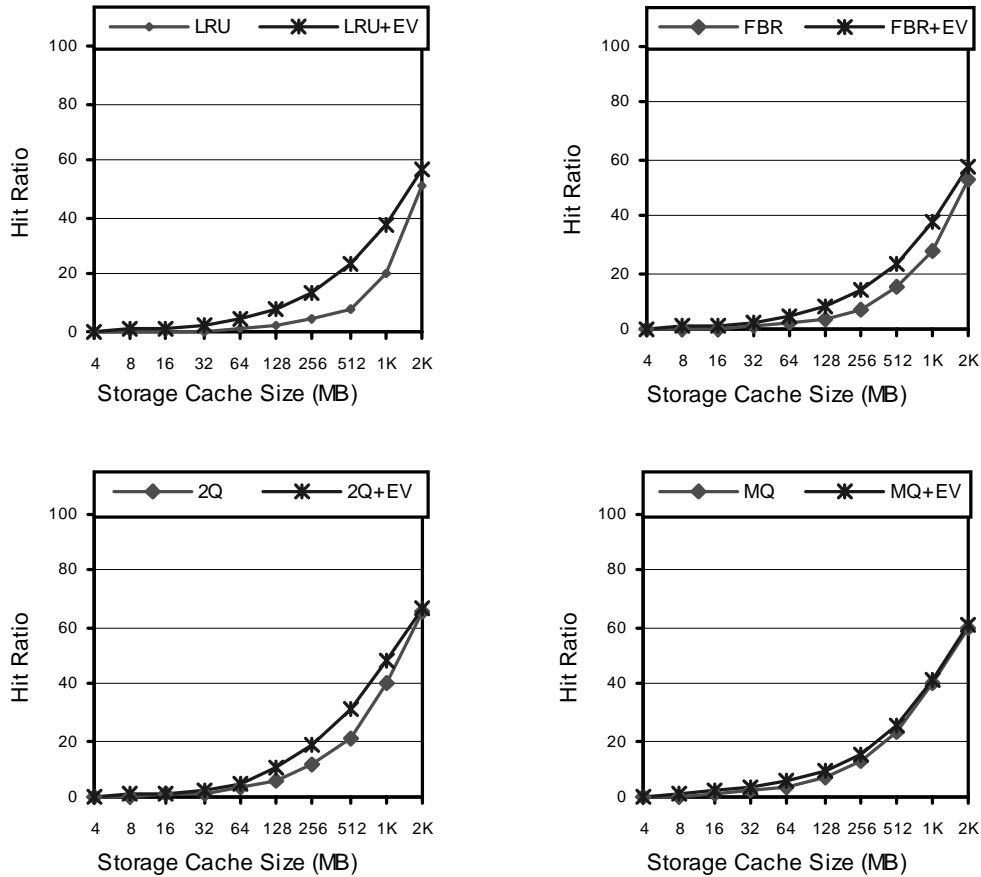 LRU LRU+EV
100
80
60
40
20
0
Hit Ratio
4 8 16 32 64 128 256 512 1K 2K
Storage Cache Size (MB)
FBR FBR+EV
100
80
60
40
20
0
Hit Ratio
4 8 16 32 64 128 256 512 1K 2K
Storage Cache Size (MB)
2Q 2Q+EV
100
80
60
40
20
0
Hit Ratio
4 8 16 32 64 128 256 512 1K 2K
Storage Cache Size (MB)
MQ MQ+EV
100
80
60
40
20
0
Hit Ratio
4 8 16 32 64 128 256 512 1K 2K
Storage Cache Size (MB)